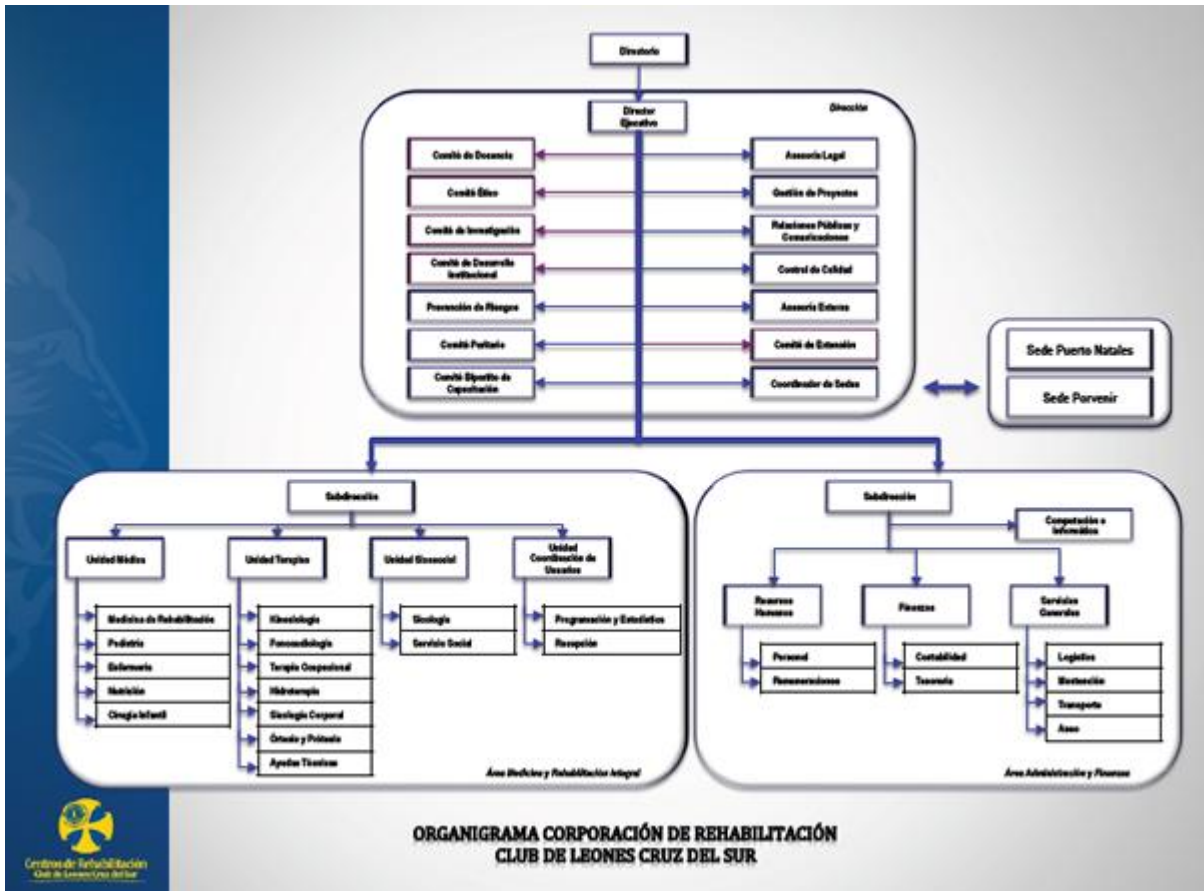 Directorio
Dirección
Director
Ejecutivo
Comité de Docencia
Asesoría Legal
Comité Ético
Gestión de Proyectos
Comité de Investigación
Relaciones Públicas y
Comunicaciones
Comité de Desarrollo
Institucional
Control de Calidad
Prevención de Riesgos
Asesoría Externa
Comité Paritario
Comité de Extensión
Comité Bipartito de
Capacitación
Coordinador de Sedes
Sede Puerto Natales
Sede Porvenir
Subdirección
Unidad Médica
Unidad Terapias
Unidad Sicosocial
Unidad
Coordinación de
Usuarios
Medicina de Rehabilitación
Pediatría
Enfermería
Nutrición
Cirugía Infantil
Kinesiología
Fonoaudiología
Terapia Ocupacional
Hidroterapia
Sicología Corporal
Órtesis y Prótesis
Ayudas Técnicas
Sicología
Servicio Social
Programación y Estadística
Recepción
Área Medicina y Rehabilitación Integral
Subdirección
Computación e
Informática
Recursos
Humanos
Finanzas
Servicios
Generales
Personal
Remuneraciones
Contabilidad
Tesorería
Logística
Mantención
Transporte
Aseo
Área Administración y Finanzas
Centros de Rehabilitación
Club de Leones Cruz del Sur
ORGANIGRAMA CORPORACIÓN DE REHABILITACIÓN
CLUB DE LEONES CRUZ DEL SUR